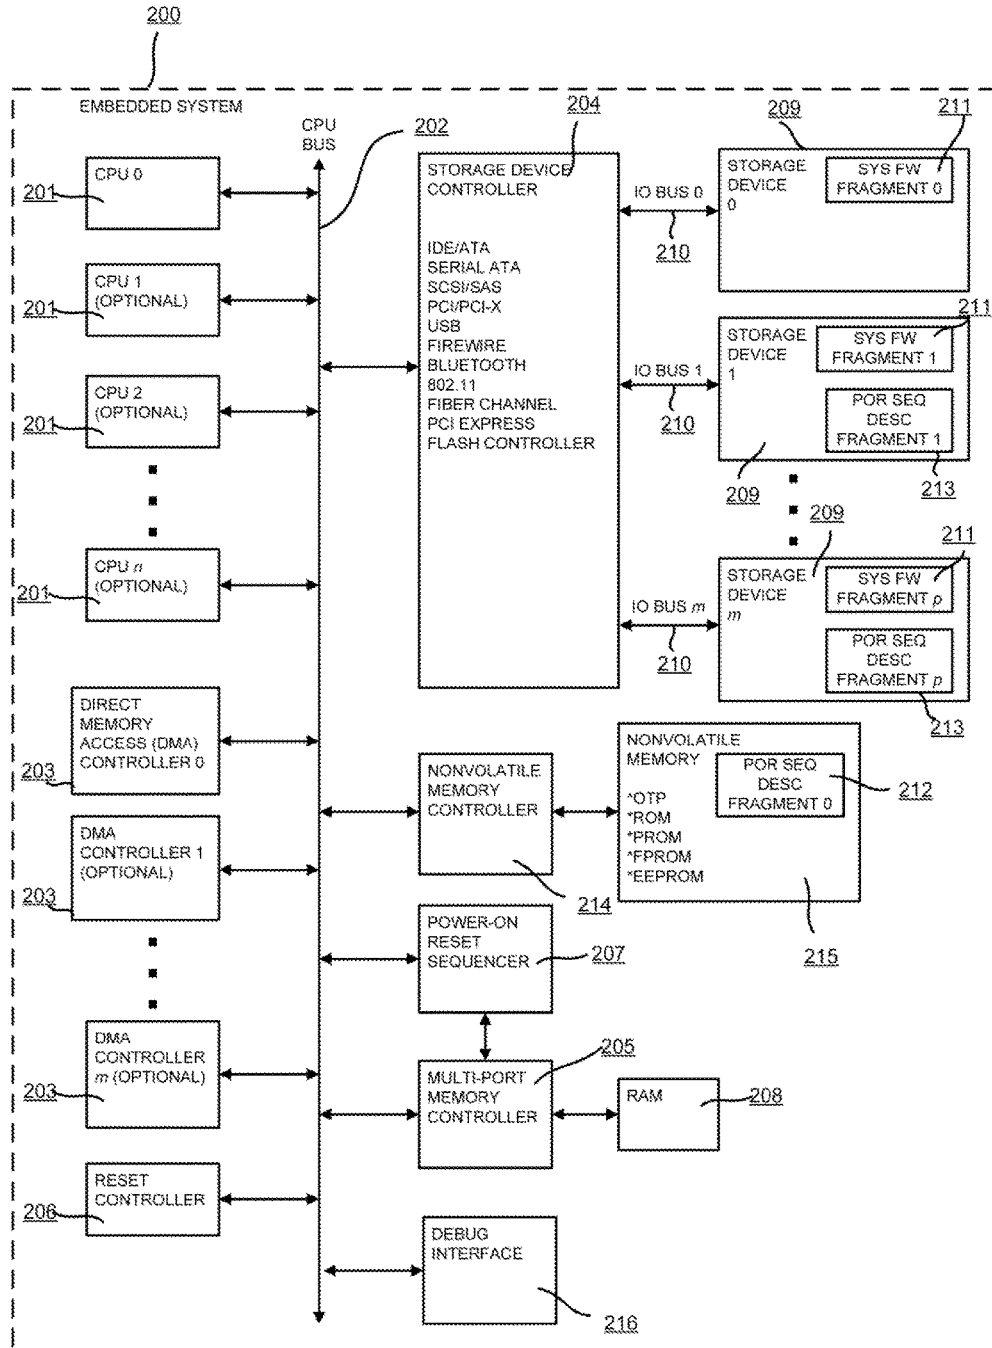 200
EMBEDDED SYSTEM
CPU
BUS
202
CPU 0
201
CPU 1
(OPTIONAL)
201
CPU 2
(OPTIONAL)
201
CPU n
(OPTIONAL)
201
DIRECT
MEMORY
ACCESS (DMA)
CONTROLLER 0
203
DMA
CONTROLLER 1
(OPTIONAL)
203
DMA
CONTROLLER
m (OPTIONAL)
203
RESET
CONTROLLER
206
204
STORAGE DEVICE
CONTROLLER
IDE/ATA
SERIAL ATA
SCSI/SAS
PCI/PCI-X
USB
FIREWIRE
BLUETOOTH
802.11
FIBER CHANNEL
PCI EXPRESS
FLASH CONTROLLER
IO BUS 0
210
IO BUS 1
210
IO BUS m
210
209
211
STORAGE
DEVICE
0
SYS FW
FRAGMENT 0
211
STORAGE
DEVICE
1
SYS FW
FRAGMENT 1
POR SEQ
DESC
FRAGMENT 1
209
213
209
211
STORAGE
DEVICE
m
SYS FW
FRAGMENT p
POR SEQ
DESC
FRAGMENT p
213
NONVOLATILE
MEMORY
CONTROLLER
214
NONVOLATILE
MEMORY
*OTP
*ROM
*PROM
*FPROM
*EEPROM
POR SEQ
DESC
FRAGMENT 0
212
215
POWER-ON
RESET
SEQUENCER
207
205
MULTI-PORT
MEMORY
CONTROLLER
RAM
208
DEBUG
INTERFACE
216